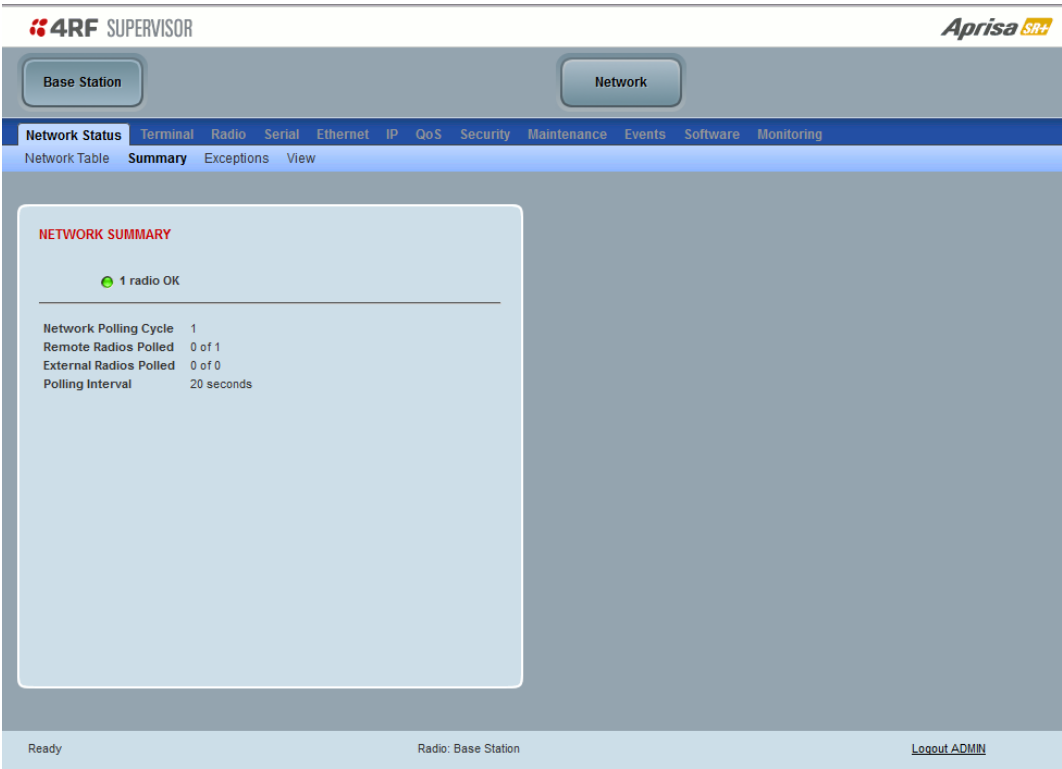 4RF SUPERVISOR
Aprisa SR+
Base Station
Network
Network Status Terminal Radio Serial Ethernet IP QoS Security Maintenance Events Software Monitoring
Network Table Summary Exceptions View
NETWORK SUMMARY
1 radio OK
Network Polling Cycle 1
Remote Radios Polled 0 of 1
External Radios Polled 0 of 0
Polling Interval 20 seconds
Ready Radio: Base Station Logout ADMIN